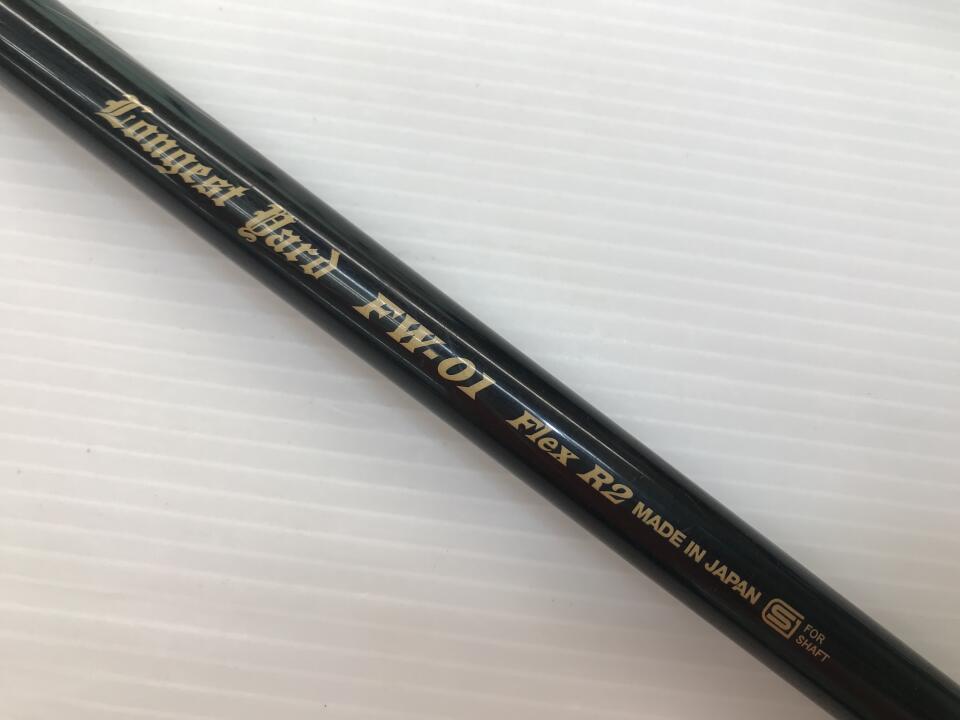 Longest Yard FW-01 Flex R2 MADE IN JAPAN S FOR
SHAFT